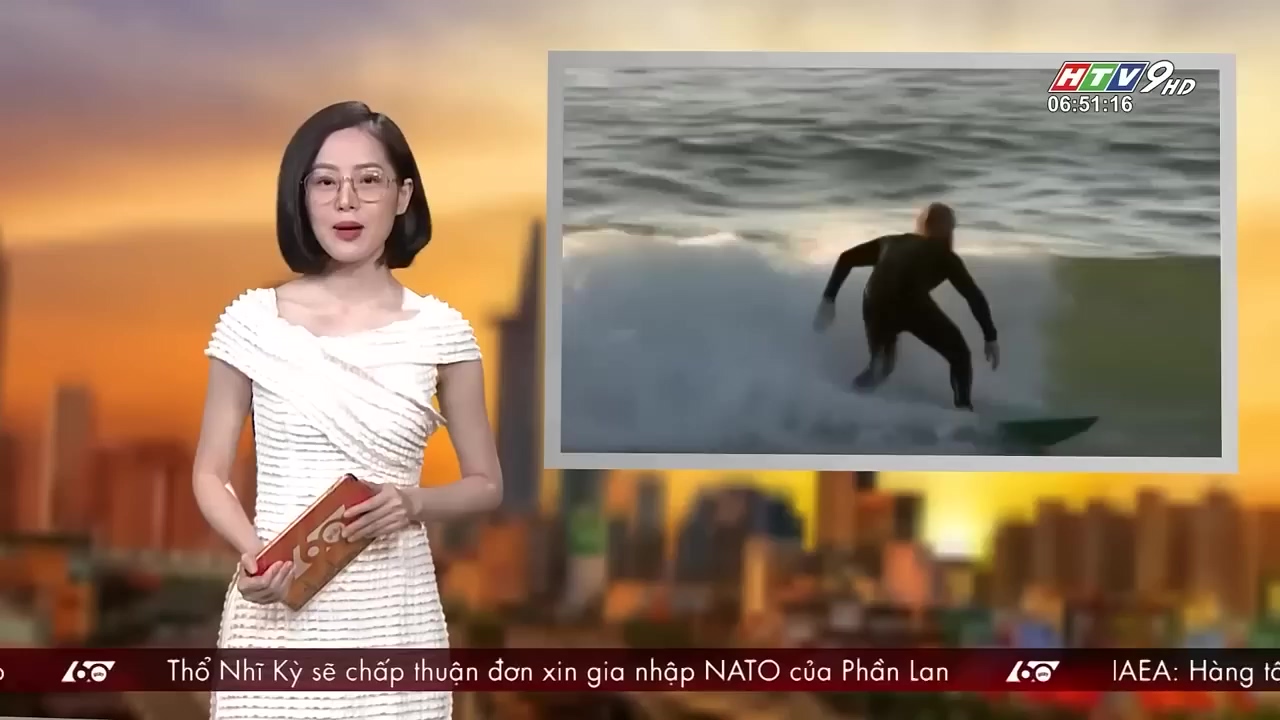 HTV9HD
06:51:16
60
Thổ Nhĩ Kỳ sẽ chấp thuận đơn xin gia nhập NATO của Phần Lan
IAEA: Hàng